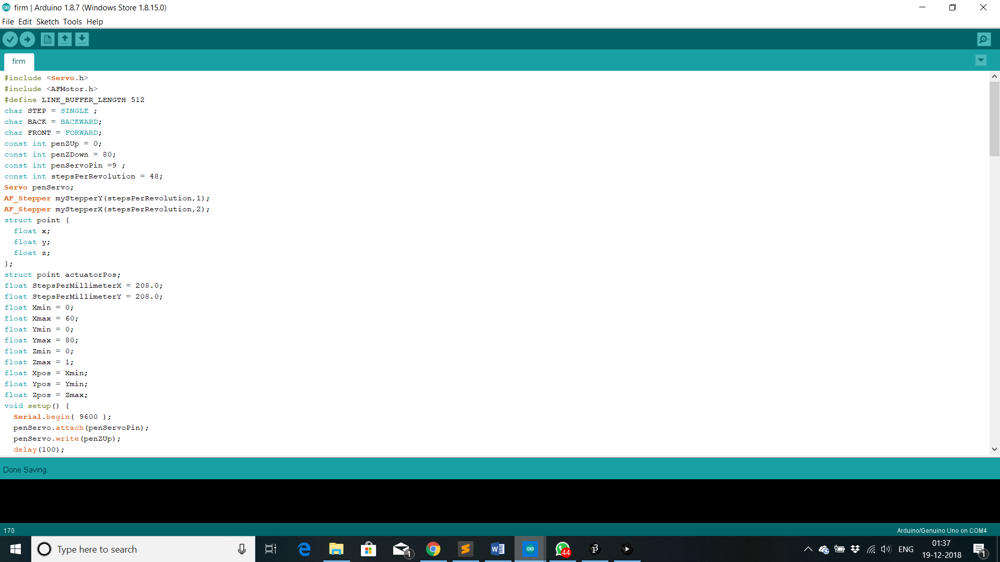 firm | Arduino 1.8.7 (Windows Store 1.8.15.0)
File Edit Sketch Tools Help
firm
#include <Servo.h>
#include <AFMotor.h>
#define LINE_BUFFER_LENGTH 512
char STEP = SINGLE ;
char BACK = BACKWARD;
char FRONT = FORWARD;
const int penZUp = 0;
const int penZDown = 80;
const int penServoPin =9 ;
const int stepsPerRevolution = 48;
Servo penServo;
AF_Stepper myStepperY(stepsPerRevolution,1);
AF_Stepper myStepperX(stepsPerRevolution,2);
struct point {
  float x;
  float y;
  float z;
};
struct point actuatorPos;
float StepsPerMillimeterX = 208.0;
float StepsPerMillimeterY = 208.0;
float Xmin = 0;
float Xmax = 60;
float Ymin = 0;
float Ymax = 80;
float Zmin = 0;
float Zmax = 1;
float Xpos = Xmin;
float Ypos = Ymin;
float Zpos = Zmax;
void setup() {
  Serial.begin( 9600 );
  penServo.attach(penServoPin);
  penServo.write(penZUp);
  delay(100);
Done Saving.
170
Arduino/Genuino Uno on COM4
Type here to search
1
44
ENG
01:37
19-12-2018
1